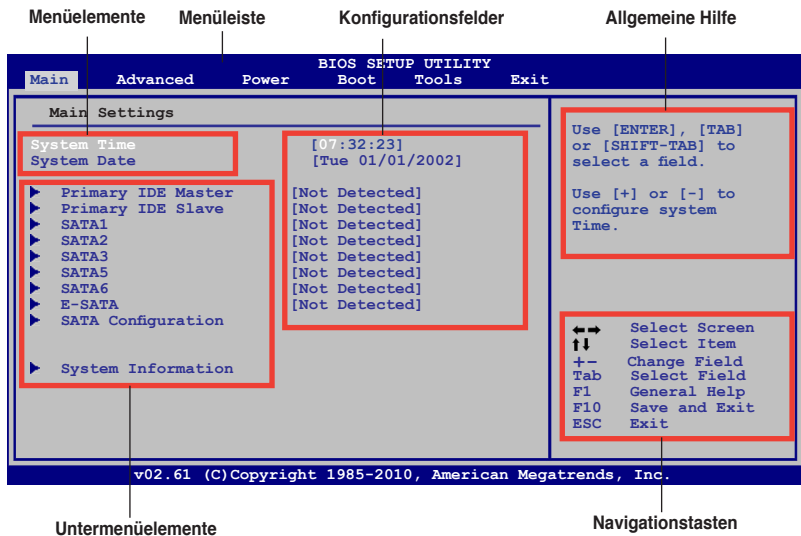 Menüelemente Menüleiste Konfigurationsfelder Allgemeine Hilfe
BIOS SETUP UTILITY
Main Advanced Power Boot Tools Exit
Main Settings
System Time [07:32:23]
System Date [Tue 01/01/2002]
Primary IDE Master [Not Detected]
Primary IDE Slave [Not Detected]
SATA1 [Not Detected]
SATA2 [Not Detected]
SATA3 [Not Detected]
SATA5 [Not Detected]
SATA6 [Not Detected]
E-SATA [Not Detected]
SATA Configuration
System Information
Use [ENTER], [TAB]
or [SHIFT-TAB] to
select a field.
Use [+] or [-] to
configure system
Time.
←→ Select Screen
↑↓ Select Item
+- Change Field
Tab Select Field
F1 General Help
F10 Save and Exit
ESC Exit
v02.61 (C)Copyright 1985-2010, American Megatrends, Inc.
Untermenüelemente Navigationstasten